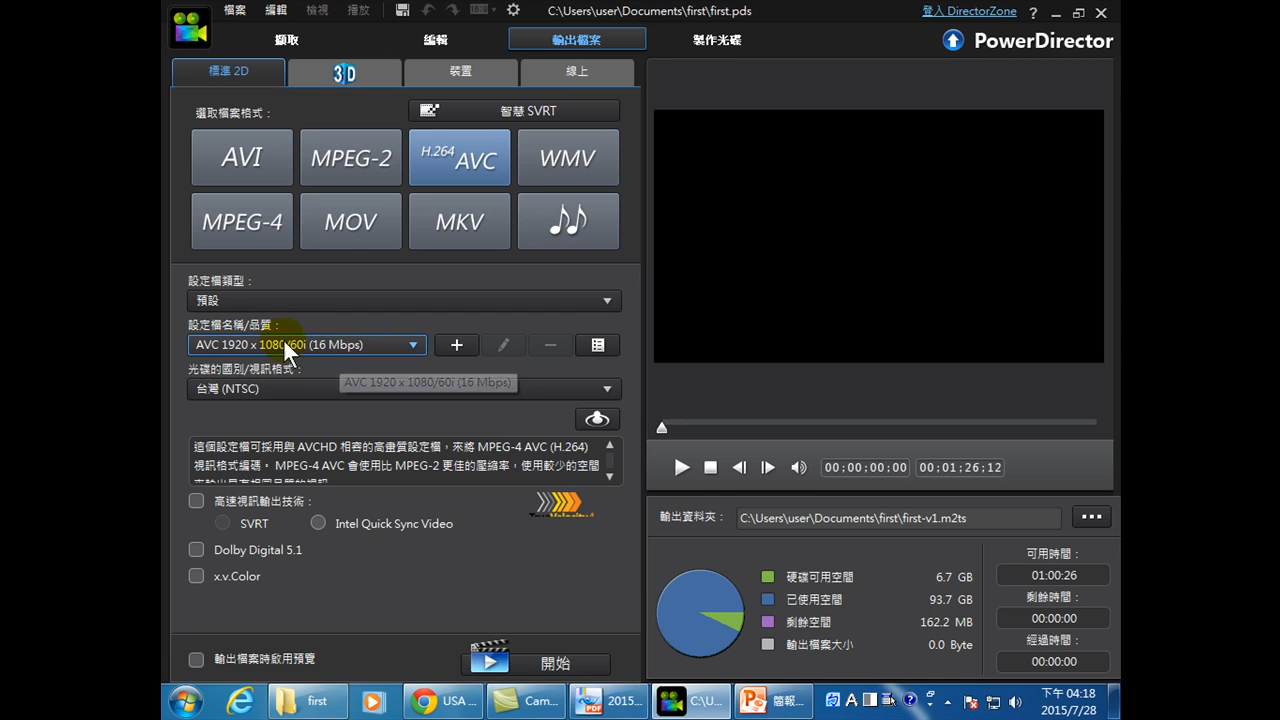 檔案 編輯 檢視 播放 C:\Users\user\Documents\first\first.pds 登入 DirectorZone ?
擷取 編輯 輸出檔案 製作光碟 PowerDirector
標準 2D 3D 裝置 線上
選取檔案格式： 智慧 SVRT
AVI MPEG-2 H.264 AVC WMV
MPEG-4 MOV MKV
設定檔類型：
預設
設定檔名稱/品質：
AVC 1920 x 1080/60i (16 Mbps)
光碟的國別/視訊格式：
AVC 1920 x 1080/60i (16 Mbps)
台灣 (NTSC)
這個設定檔可採用與 AVCHD 相容的高畫質設定檔，來將 MPEG-4 AVC (H.264)
視訊格式編碼。 MPEG-4 AVC 會使用比 MPEG-2 更佳的壓縮率，使用較少的空間
高速視訊輸出技術：
SVRT Intel Quick Sync Video
Dolby Digital 5.1
x.v.Color
輸出檔案時啟用預覽 開始
00;00;00;00 00;01;26;12
輸出資料夾： C:\Users\user\Documents\first\first-v1.m2ts
硬碟可用空間 6.7 GB
已使用空間 93.7 GB
剩餘空間 162.2 MB
輸出檔案大小 0.0 Byte
可用時間：
01:00:26
剩餘時間：
00:00:00
經過時間：
00:00:00
first USA ... Cam... 2015... C:\U... 簡報... A
下午 04:18
2015/7/28